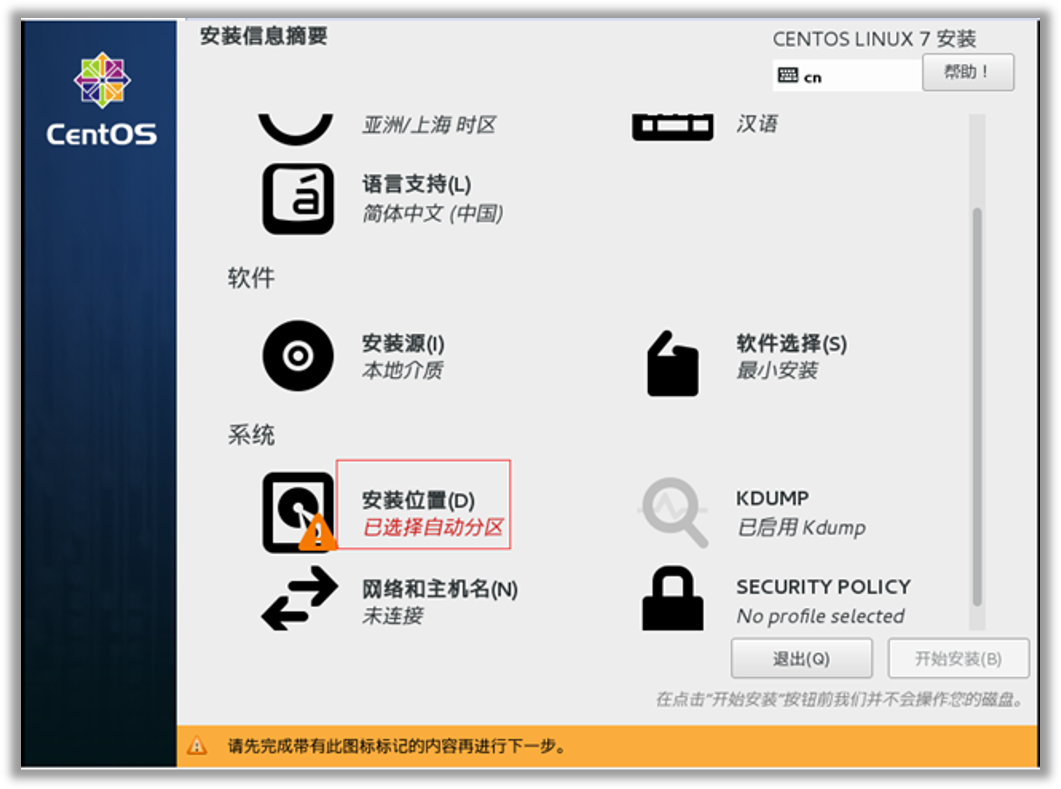 安装信息摘要
CENTOS LINUX 7 安装
cn
帮助！
CentOS
亚洲/上海 时区
汉语
á
语言支持(L)
简体中文 (中国)
软件
安装源(I)
本地介质
软件选择(S)
最小安装
系统
安装位置(D)
已选择自动分区
KDUMP
已启用 Kdump
网络和主机名(N)
未连接
SECURITY POLICY
No profile selected
退出(Q)
开始安装(B)
在点击"开始安装"按钮前我们并不会操作您的磁盘。
请先完成带有此图标标记的内容再进行下一步。